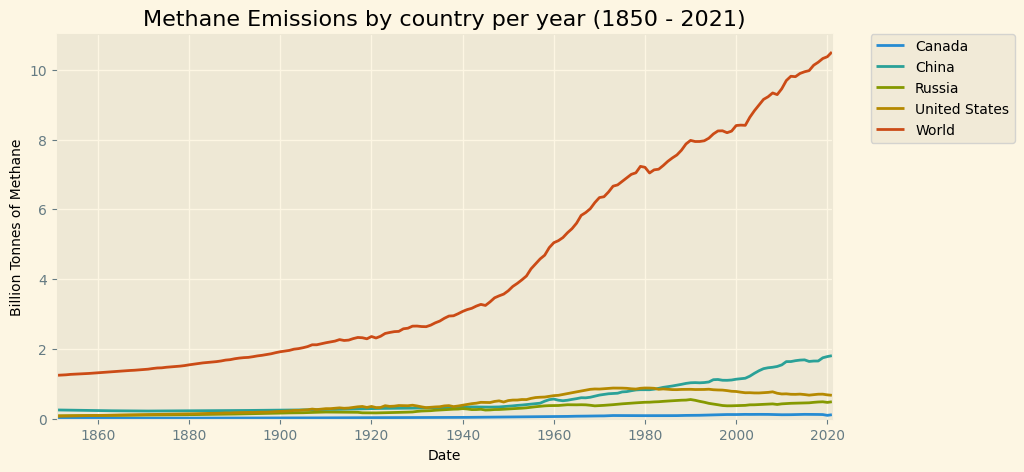 Methane Emissions by country per year (1850 - 2021)
Canada
China
Russia
United States
World
Billion Tonnes of Methane
10
8
6
4
2
0
1860 1880 1900 1920 1940 1960 1980 2000 2020
Date